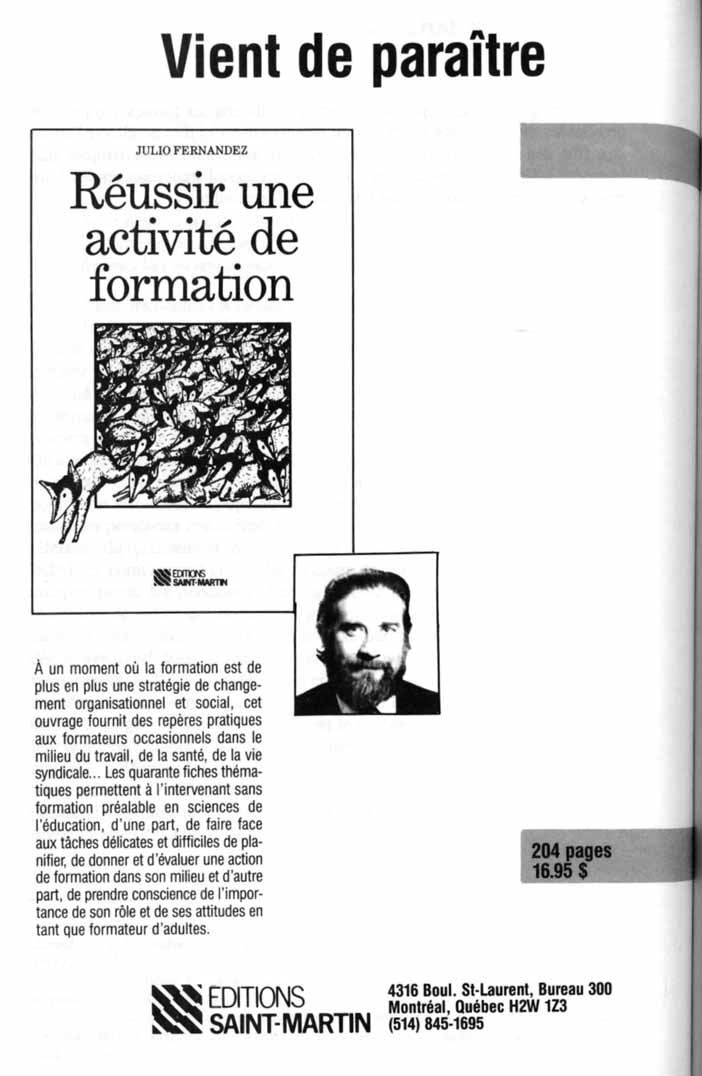 Vient de paraître
JULIO FERNANDEZ
Réussir une
activité de
formation
EDITIONS
SAINT-MARTIN
À un moment où la formation est de
plus en plus une stratégie de change-
ment organisationnel et social, cet
ouvrage fournit des repères pratiques
aux formateurs occasionnels dans le
milieu du travail, de la santé, de la vie
syndicale... Les quarante fiches théma-
tiques permettent à l'intervenant sans
formation préalable en sciences de
l'éducation, d'une part, de faire face
aux tâches délicates et difficiles de pla-
nifier, de donner et d'évaluer une action
de formation dans son milieu et d'autre
part, de prendre conscience de l'impor-
tance de son rôle et de ses attitudes en
tant que formateur d'adultes.
204 pages
16.95 $
EDITIONS
SAINT-MARTIN
4316 Boul. St-Laurent, Bureau 300
Montréal, Québec H2W 1Z3
(514) 845-1695